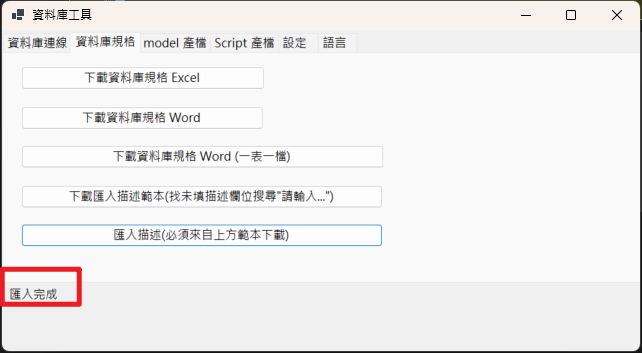 資料庫工具
資料庫連線 資料庫規格 model 產檔 Script 產檔 設定 語言
下載資料庫規格 Excel
下載資料庫規格 Word
下載資料庫規格 Word (一表一檔)
下載匯入描述範本(找未填描述欄位搜尋"請輸入...")
匯入描述(必須來自上方範本下載)
匯入完成